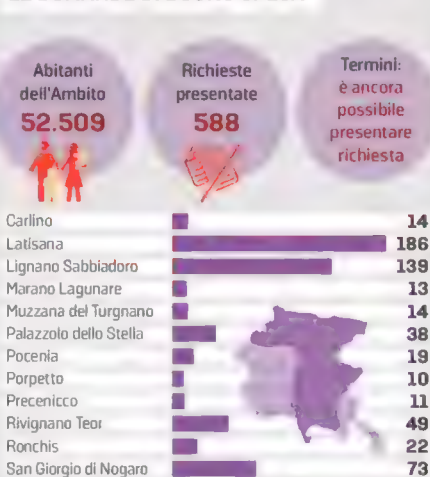 Abitanti
dell'Ambito
52.509
Richieste
presentate
588
Termini:
è ancora
possibile
presentare
richiesta
Carlino 14
Latisana 186
Lignano Sabbiadoro 139
Marano Lagunare 13
Muzzana del Turgnano 14
Palazzolo dello Stella 38
Pocenia 19
Porpetto 10
Precenicco 11
Rivignano Teor 49
Ronchis 22
San Giorgio di Nogaro 73